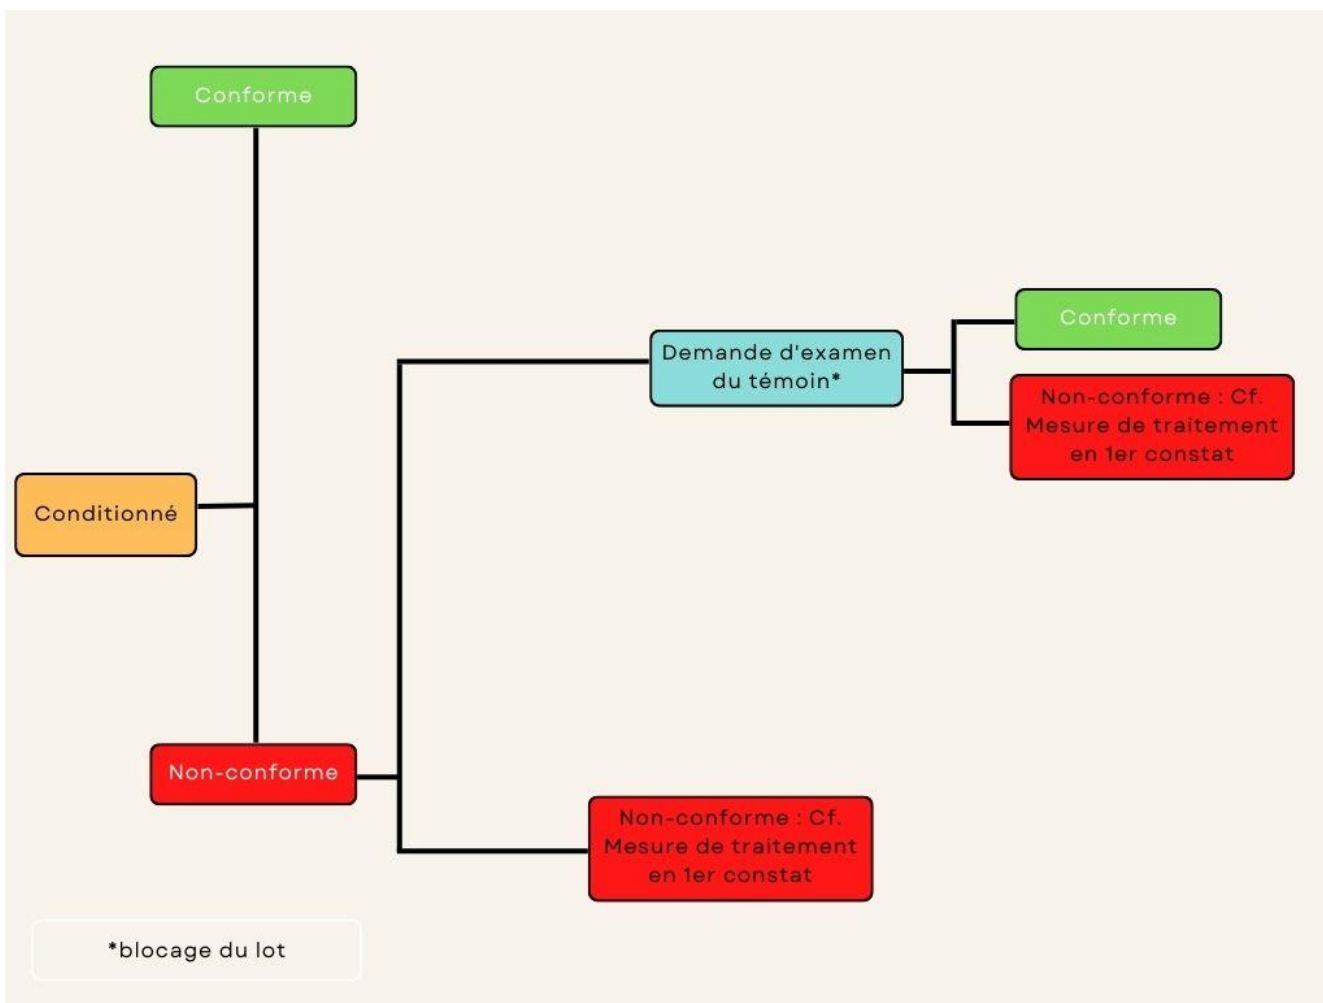 Conforme
Demande d'examen
du témoin*
Conforme
Non-conforme : Cf.
Mesure de traitement
en 1er constat
Conditionné
Non-conforme
Non-conforme : Cf.
Mesure de traitement
en 1er constat
*blocage du lot